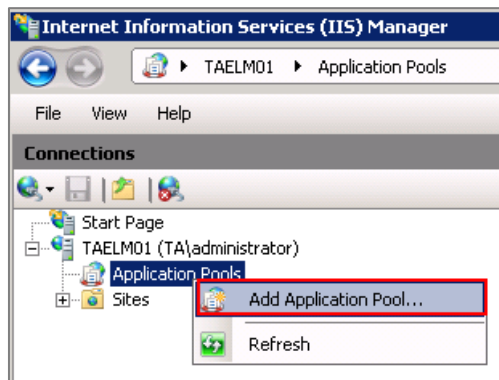 Internet Information Services (IIS) Manager
TAELM01 Application Pools
File View Help
Connections
Start Page
TAELM01 (TA\administrator)
Application Pools
Sites
Add Application Pool...
Refresh